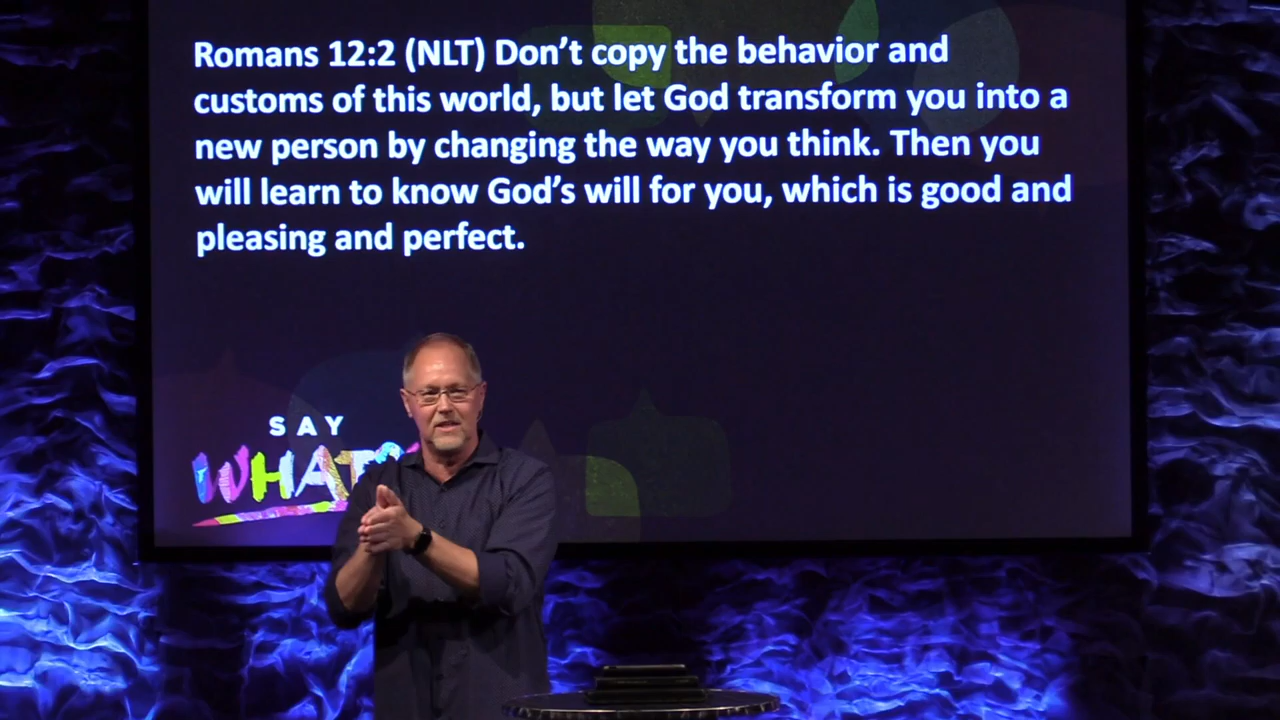 Romans 12:2 (NLT) Don’t copy the behavior and
customs of this world, but let God transform you into a
new person by changing the way you think. Then you
will learn to know God’s will for you, which is good and
pleasing and perfect.
SAY
WHAT?